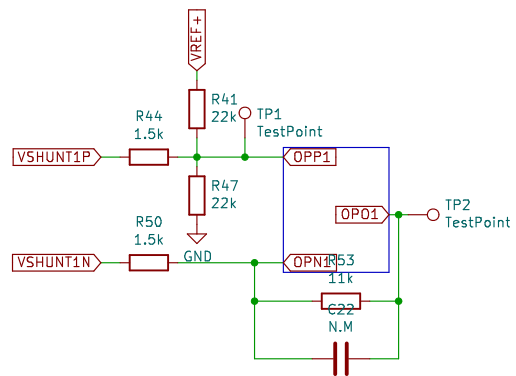 VREF+
R41
22k
TP1
TestPoint
R44
1.5k
VSHUNT1P
OPP1
R47
22k
TP2
TestPoint
OPO1
R50
1.5k
GND
VSHUNT1N
OPN1
R53
11k
C22
N.M